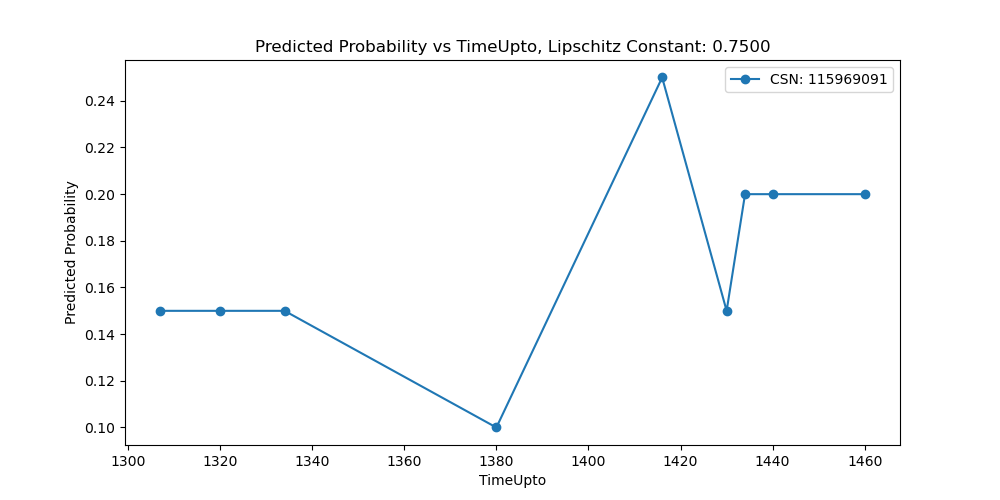 Predicted Probability vs TimeUpto, Lipschitz Constant: 0.7500
CSN: 115969091
Predicted Probability
0.24
0.22
0.20
0.18
0.16
0.14
0.12
0.10
1300 1320 1340 1360 1380 1400 1420 1440 1460
TimeUpto